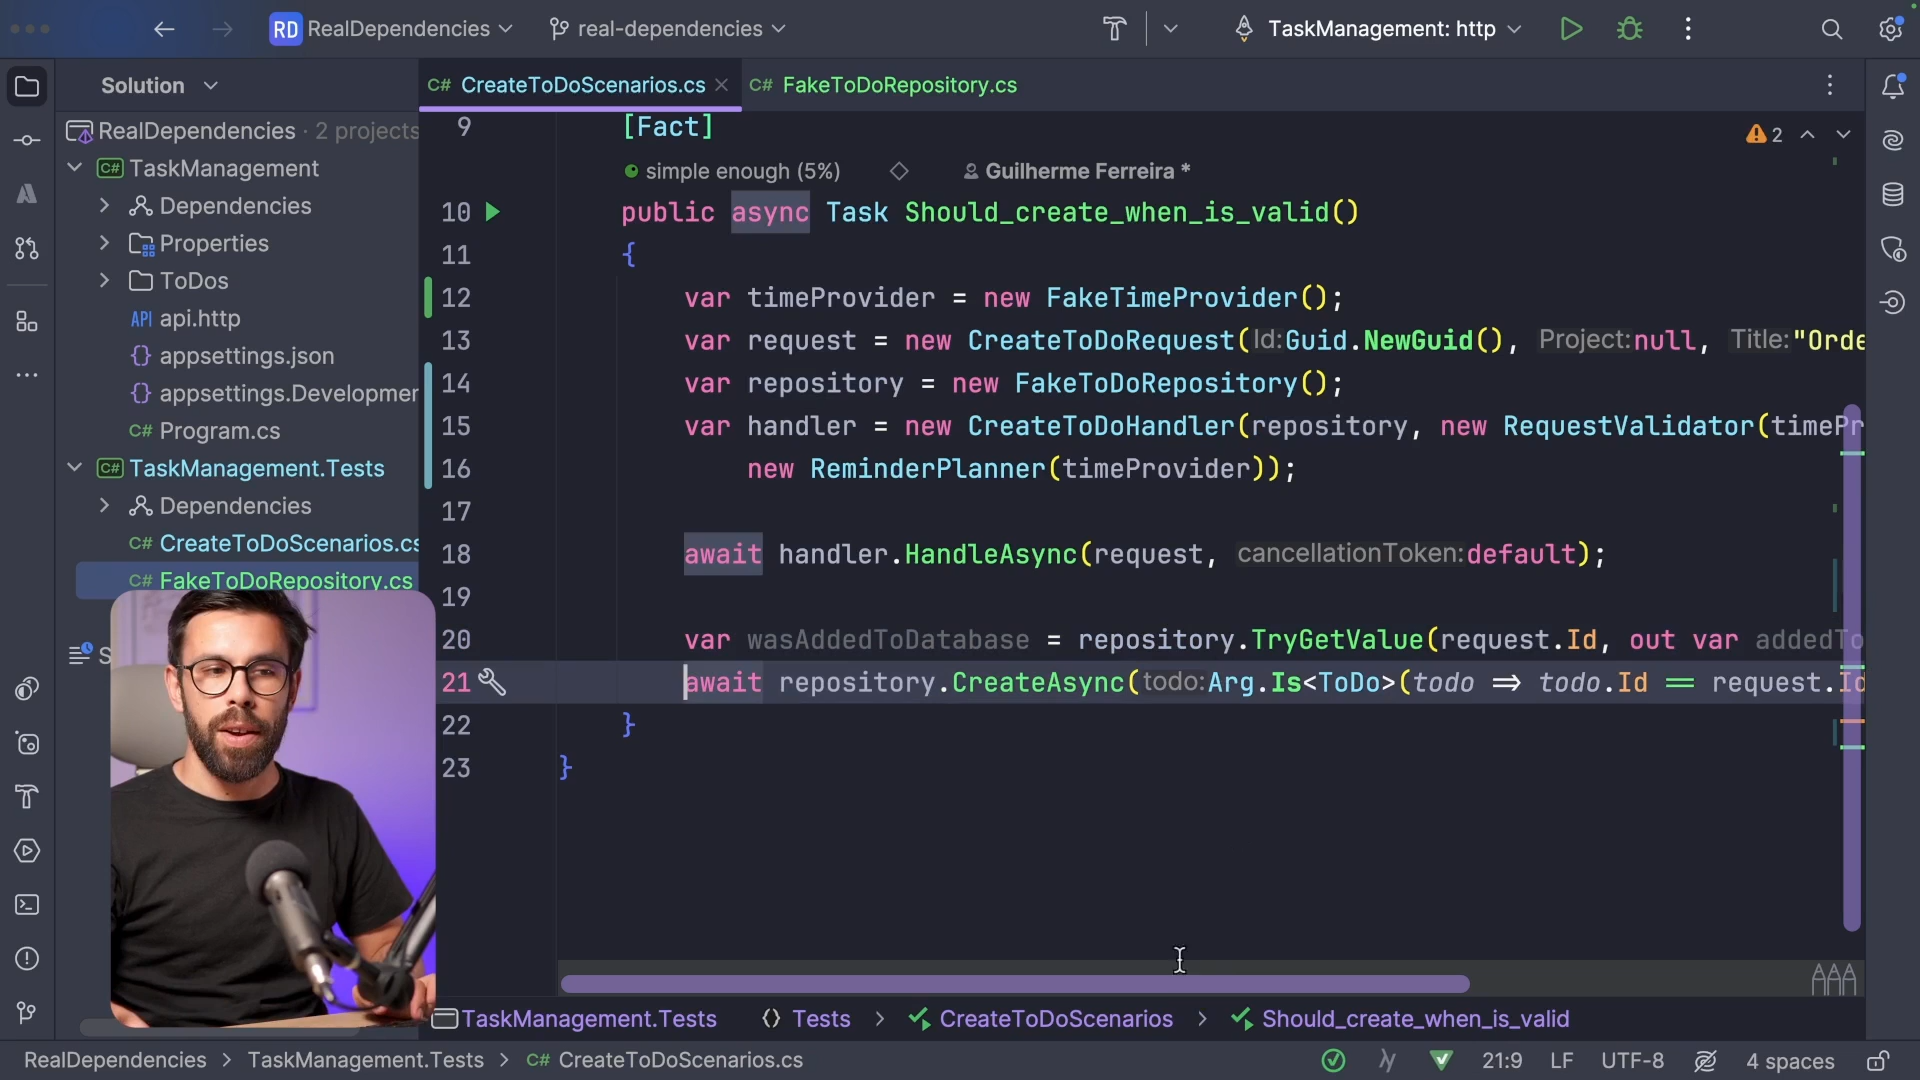 RD RealDependencies
real-dependencies
TaskManagement: http
Solution
C# CreateToDoScenarios.cs
C# FakeToDoRepository.cs
RealDependencies · 2 projects
C# TaskManagement
Dependencies
Properties
ToDos
API api.http
{} appsettings.json
{} appsettings.Developmen
C# Program.cs
C# TaskManagement.Tests
Dependencies
C# CreateToDoScenarios.cs
C# FakeToDoRepository.cs
S
2
9 [Fact]
simple enough (5%) Guilherme Ferreira *
10 public async Task Should_create_when_is_valid()
11 {
12 var timeProvider = new FakeTimeProvider();
13 var request = new CreateToDoRequest(Id:Guid.NewGuid(), Project:null, Title:"Orde
14 var repository = new FakeToDoRepository();
15 var handler = new CreateToDoHandler(repository, new RequestValidator(timePr
16 new ReminderPlanner(timeProvider));
17
18 await handler.HandleAsync(request, cancellationToken:default);
19
20 var wasAddedToDatabase = repository.TryGetValue(request.Id, out var addedTo
21 await repository.CreateAsync(todo:Arg.Is<ToDo>(todo => todo.Id == request.Id
22 }
23 }
TaskManagement.Tests
() Tests > CreateToDoScenarios > Should_create_when_is_valid
RealDependencies > TaskManagement.Tests > C# CreateToDoScenarios.cs
21:9 LF UTF-8 4 spaces